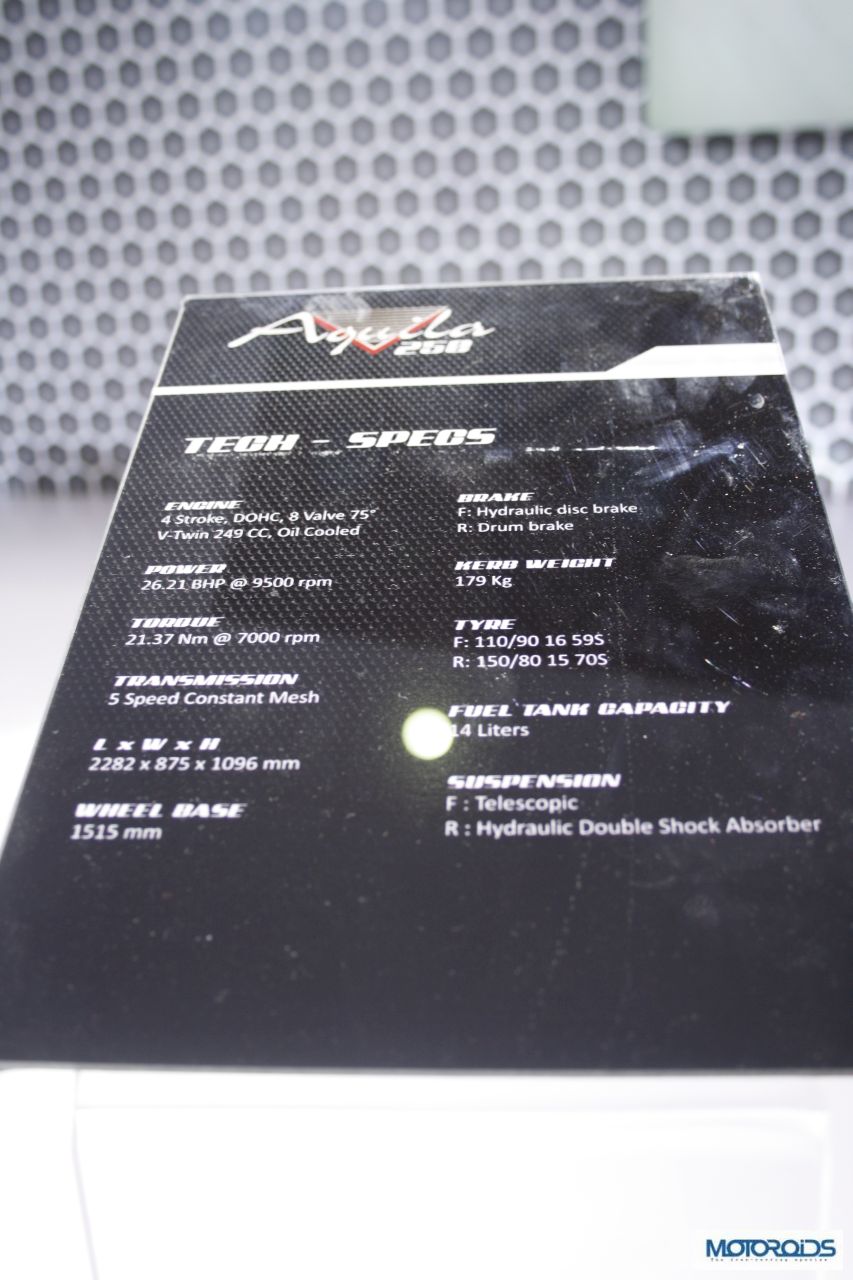 Aquila
250
TECH - SPECS
ENGINE
4 Stroke, DOHC, 8 Valve 75°
V-Twin 249 CC, Oil Cooled
POWER
26.21 BHP @ 9500 rpm
TORQUE
21.37 Nm @ 7000 rpm
TRANSMISSION
5 Speed Constant Mesh
L x W x H
2282 x 875 x 1096 mm
WHEEL BASE
1515 mm
BRAKE
F: Hydraulic disc brake
R: Drum brake
KERB WEIGHT
179 Kg
TYRE
F: 110/90 16 59S
R: 150/80 15 70S
FUEL TANK CAPACITY
14 Liters
SUSPENSION
F : Telescopic
R : Hydraulic Double Shock Absorber
MOTOROIDS